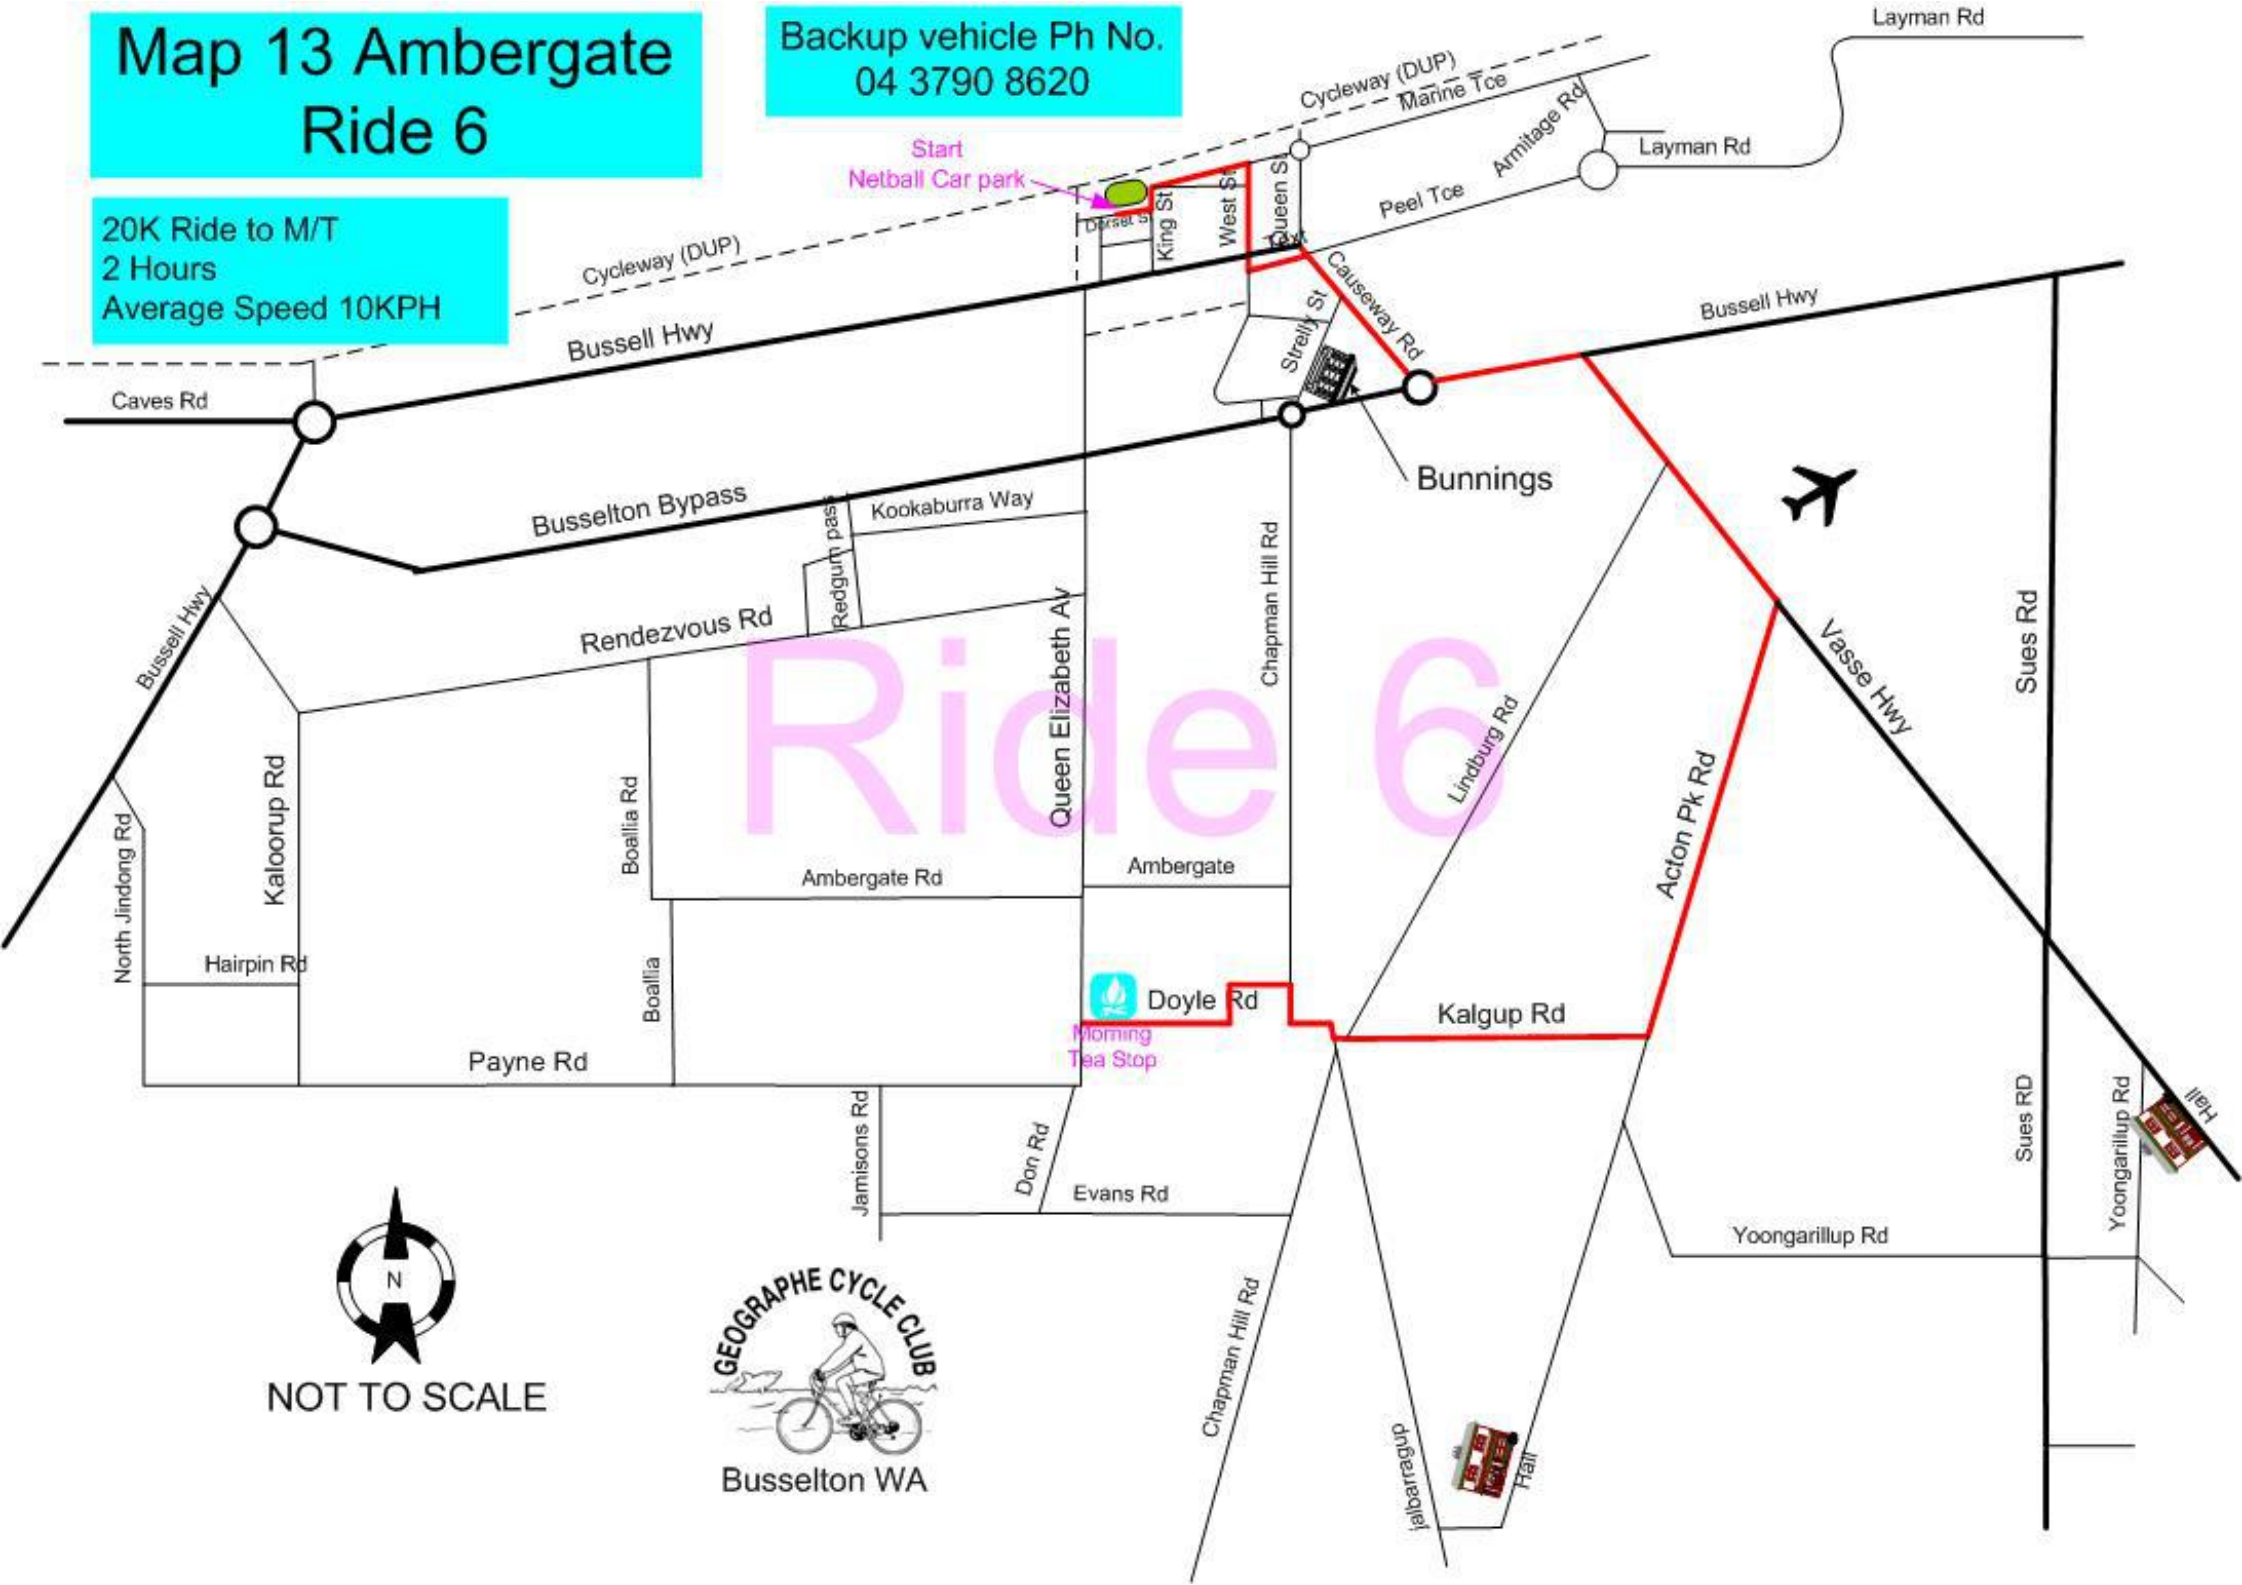 Map 13 Ambergate
Ride 6
Backup vehicle Ph No.
04 3790 8620
20K Ride to M/T
2 Hours
Average Speed 10KPH
Layman Rd
Cycleway (DUP)
Marine Tce
Armitage Rd
Layman Rd
Start
Netball Car park
Dorset S
King St
West St
Queen St
Text
Peel Tce
Cycleway (DUP)
Causeway Rd
Strelly St
Bussell Hwy
Bussell Hwy
Caves Rd
Bunnings
Busselton Bypass
Redgum pass
Kookaburra Way
Chapman Hill Rd
Bussell Hwy
Rendezvous Rd
Queen Elizabeth Av
Sues Rd
Vasse Hwy
Ride 6
Lindburg Rd
Acton Pk Rd
Kaloorup Rd
Boallia Rd
North Jindong Rd
Ambergate Rd
Ambergate
Hairpin Rd
Boallia
Doyle Rd
Kalgup Rd
Morning
Tea Stop
Payne Rd
Jamisons Rd
Don Rd
Evans Rd
Sues RD
Yoongarillup Rd
Hall
Yoongarillup Rd
N
NOT TO SCALE
GEOGRAPHE CYCLE CLUB
Busselton WA
Chapman Hill Rd
jalbarragup
Hall